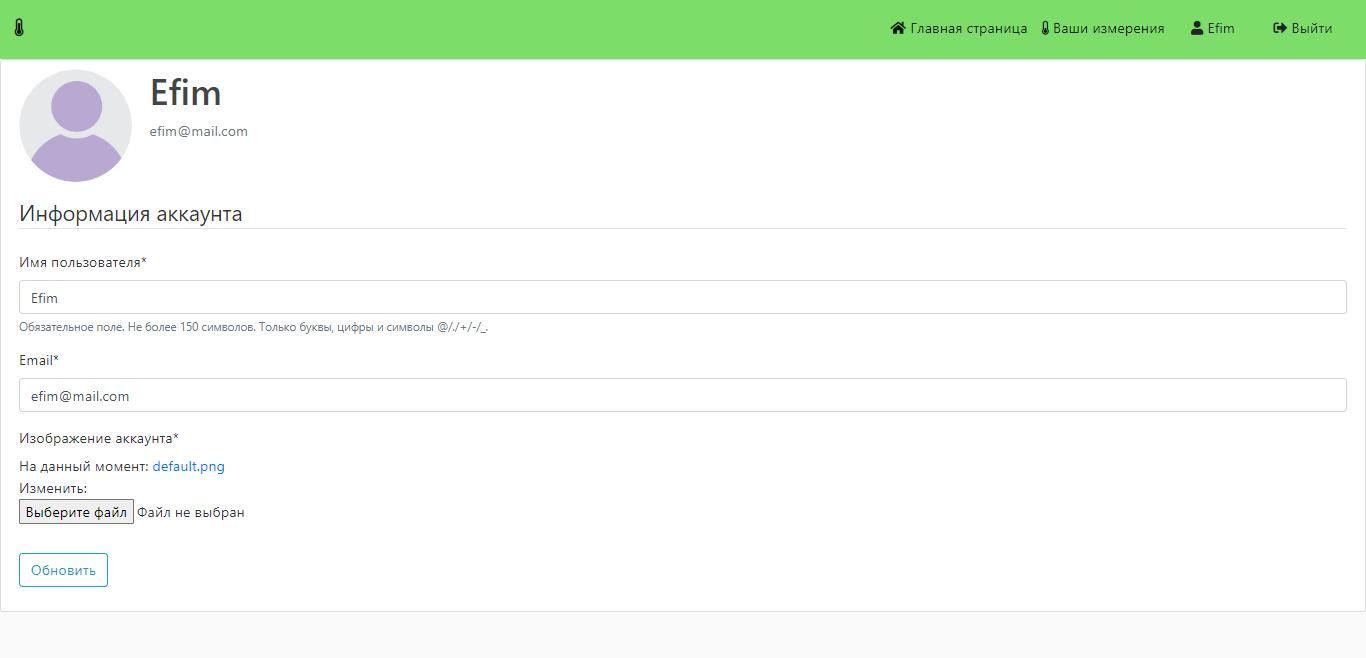 Главная страница Ваши измерения Efim Выйти
Efim
efim@mail.com
Информация аккаунта
Имя пользователя*
Efim
Обязательное поле. Не более 150 символов. Только буквы, цифры и символы @/./+/-/_.
Email*
efim@mail.com
Изображение аккаунта*
На данный момент: default.png
Изменить:
Выберите файл Файл не выбран
Обновить